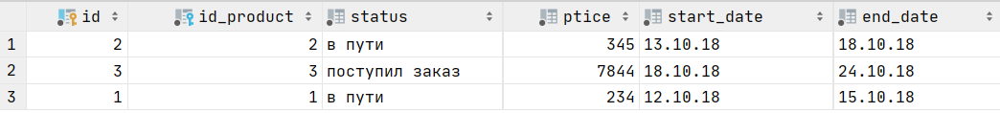 id id_product status ptice start_date end_date
1 2 2 в пути 345 13.10.18 18.10.18
2 3 3 поступил заказ 7844 18.10.18 24.10.18
3 1 1 в пути 234 12.10.18 15.10.18